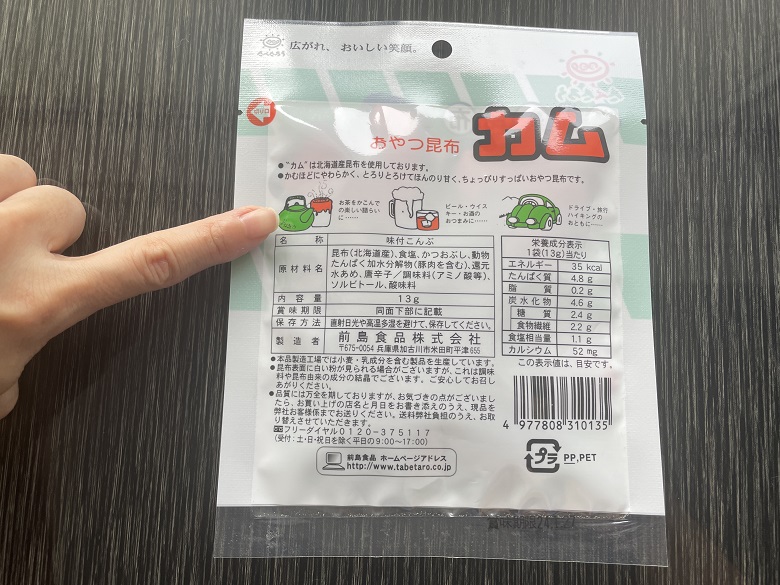 広がれ、おいしい笑顔。
切り口
おやつ昆布 カム
●“カム”は北海道産昆布を使用しております。
●かむほどにやわらかく、とろりとろけてほんのり甘く、ちょっぴりすっぱいおやつ昆布です。
お茶をかこんで
の楽しい語らい
に……
ビール・ウイス
キー・お酒の
おつまみに……
ドライブ・旅行
ハイキングの
おともに……
名称 味付こんぶ
原材料名 昆布(北海道産)、食塩、かつおぶし、動物
たんぱく加水分解物(豚肉を含む)、還元
水あめ、唐辛子/調味料(アミノ酸等)、
ソルビトール、酸味料
内容量 13g
賞味期限 同面下部に記載
保存方法 直射日光や高温多湿を避けて、保存してください。
製造者 前島食品株式会社
〒675-0054 兵庫県加古川市米田町平津655
栄養成分表示
1袋(13g)当たり
エネルギー 35 kcal
たんぱく質 4.8 g
脂質 0.2 g
炭水化物 4.6 g
糖質 2.4 g
食物繊維 2.2 g
食塩相当量 1.1 g
カルシウム 52 mg
この表示値は、目安です。
●本品製造工場では小麦・乳成分を含む製品を生産しています。
●昆布表面に白い粉が見られる場合がございますが、これは調味
料や昆布由来の成分の結晶でございます。ご安心してお召し
あがりください。
●品質には万全を期しておりますが、お気づきの点がございまし
たら、お買い上げの店名と月日をお書き添えのうえ、現品を
弊社お客様係までお送りください。送料弊社負担のうえ、お取
り替えさせていただきます。
フリーダイヤル0120-375117
(受付:土・日・祝日を除く平日の9:00〜17:00)
前島食品 ホームページアドレス
http://www.tabetaro.co.jp
4 977808 310135
プラ PP,PET